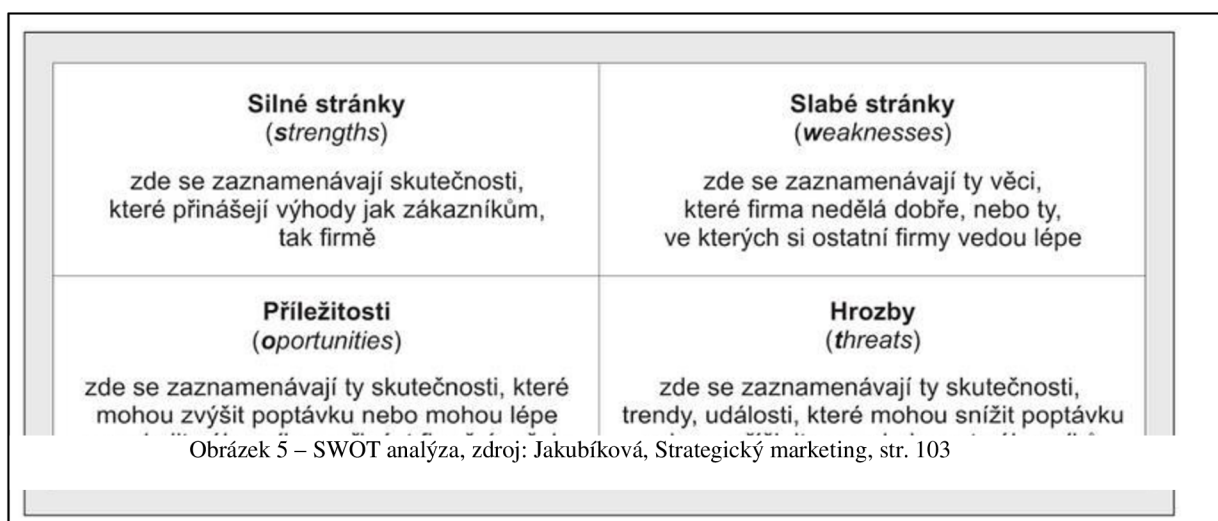 Silné stránky
(strengths)
zde se zaznamenávají skutečnosti,
které přinášejí výhody jak zákazníkům,
tak firmě
Slabé stránky
(weaknesses)
zde se zaznamenávají ty věci,
které firma nedělá dobře, nebo ty,
ve kterých si ostatní firmy vedou lépe
Příležitosti
(oportunities)
zde se zaznamenávají ty skutečnosti, které
mohou zvýšit poptávku nebo mohou lépe
Hrozby
(threats)
zde se zaznamenávají ty skutečnosti,
trendy, události, které mohou snížit poptávku
Obrázek 5 – SWOT analýza, zdroj: Jakubíková, Strategický marketing, str. 103